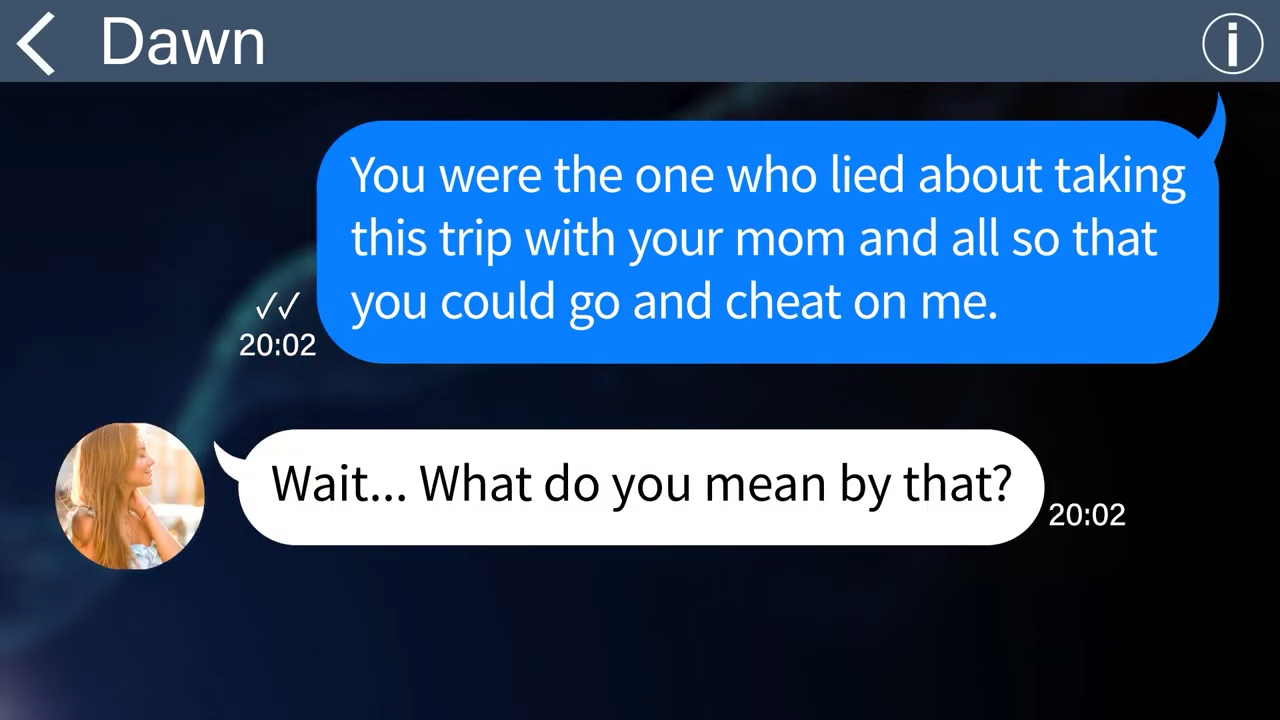 Dawn
You were the one who lied about taking
this trip with your mom and all so that
you could go and cheat on me.
20:02
Wait... What do you mean by that?
20:02